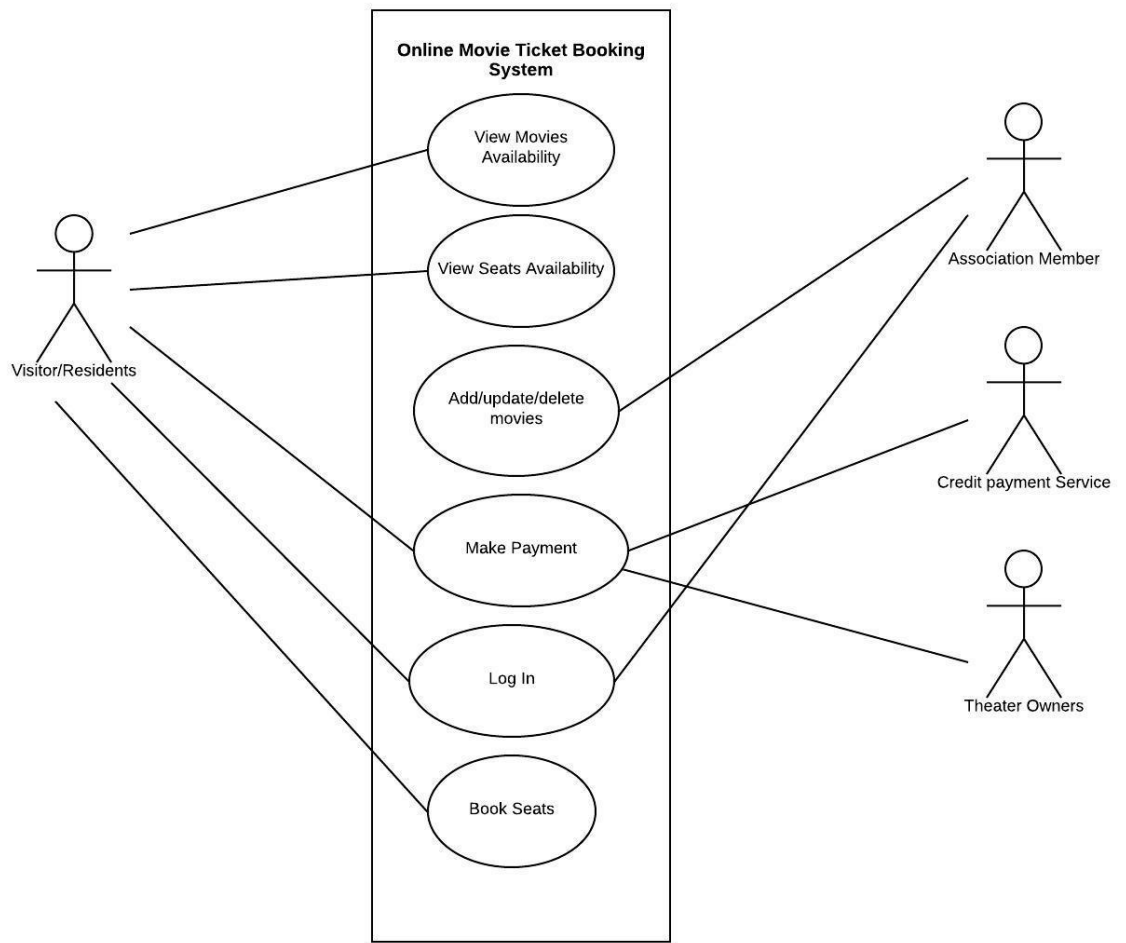 Online Movie Ticket Booking
System
View Movies
Availability
View Seats Availability
Add/update/delete
movies
Make Payment
Log In
Book Seats
Visitor/Residents
Association Member
Credit payment Service
Theater Owners